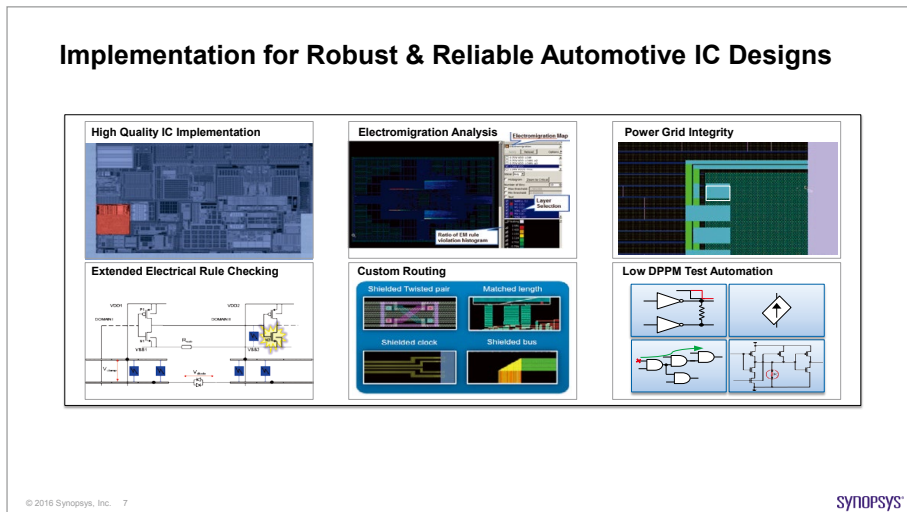 Implementation for Robust & Reliable Automotive IC Designs
High Quality IC Implementation
Electromigration Analysis
Electromigration Map
Layer
Selection
Ratio of EM rule
violation histogram
Power Grid Integrity
Extended Electrical Rule Checking
VDD1
VDD2
DOMAIN1
VSS1
VSS2
Custom Routing
Shielded Twisted pair
Matched length
Shielded clock
Shielded bus
Low DPPM Test Automation
© 2016 Synopsys, Inc. 7
SYNOPSYS